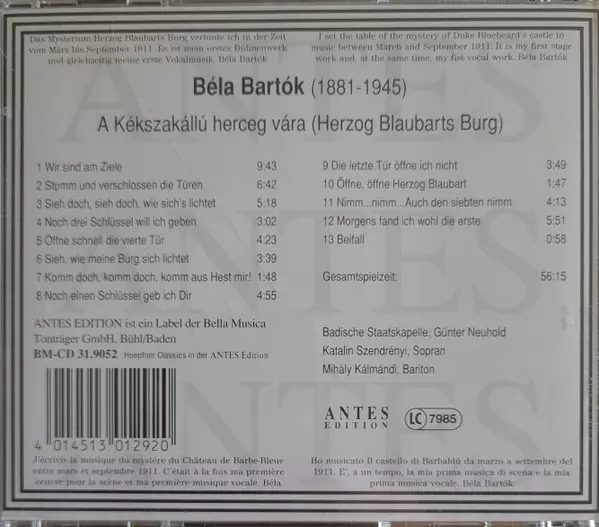 Das Mysterium Herzog Blaubarts Burg vertonte ich in der Zeit
vom März bis September 1911. Es ist mein erstes Bühnenwerk
und gleichzeitig meine erste Vokalmusik. Béla Bartók
I set the table of the mystery of Duke Bluebeard's castle to
music between March and September 1911. It is my first stage
work and, at the same time, my fist vocal work. Béla Bartók
ANTES
Béla Bartók (1881-1945)
A Kékszakállú herceg vára (Herzog Blaubarts Burg)
1 Wir sind am Ziele 9:43
2 Stumm und verschlossen die Türen 6:42
3 Sieh doch, sieh doch, wie sich's lichtet 5:18
4 Noch drei Schlüssel will ich geben 3:02
5 Öffne schnell die vierte Tür 4:23
6 Sieh, wie meine Burg sich lichtet 3:39
7 Komm doch, komm doch, komm aus Hest mir! 1:48
8 Noch einen Schlüssel geb ich Dir 4:55
9 Die letzte Tür öffne ich nicht 3:49
10 Öffne, öffne Herzog Blaubart 1:47
11 Nimm...nimm...Auch den siebten nimm 4:13
12 Morgens fand ich wohl die erste 5:51
13 Beifall 0:58
Gesamtspielzeit: 56:15
ANTES
ANTES EDITION ist ein Label der Bella Musica
Tonträger GmbH, Bühl/Baden
BM-CD 31.9052 Hoepfner Classics in der ANTES Edition
Badische Staatskapelle, Günter Neuhold
Katalin Szendrényi, Sopran
Mihály Kálmándi, Bariton
ANTES
EDITION
LC 7985
4 014513 012920
J'écrivis la musique du mystère du Château de Barbe-Bleue
entre mars et septembre 1911. C'était à la fois ma première
oeuvre pour la scène et ma première musique vocale. Béla
Ho musicato Il castello di Barbablù da marzo a settembre del
1911. E', a un tempo, la mia prima musica di scena e la mia
prima musica vocale. Béla Bartók